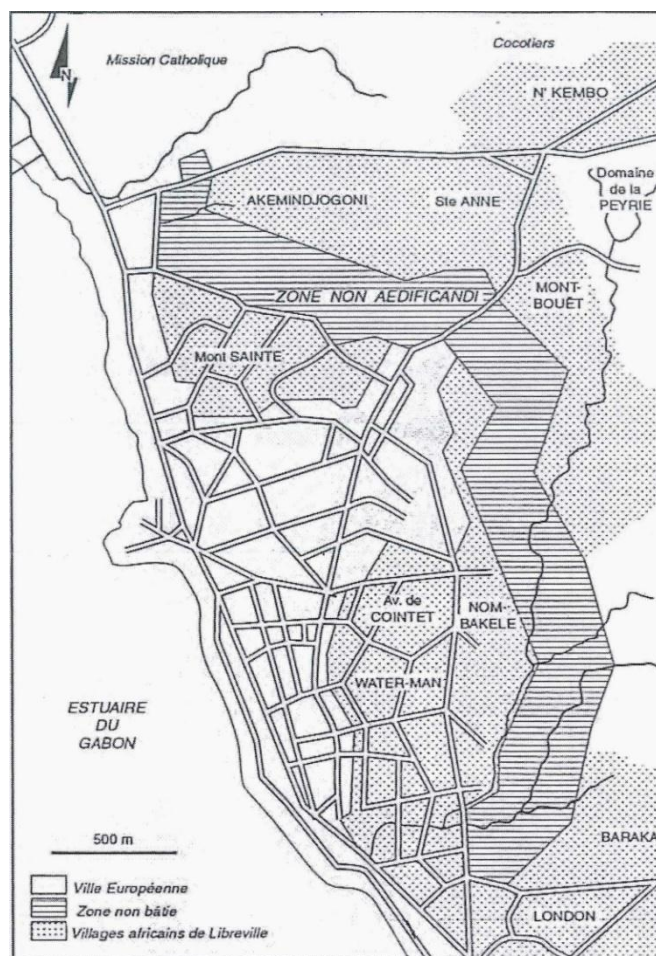 N
Mission Catholique
Cocotiers
N' KEMBO
Domaine
de la
PEYRIE
AKEMINDJOGONI
Ste ANNE
ZONE NON AEDIFICANDI
MONT-
BOUËT
Mont SAINTE
Av. de
COINTET
NOM-
BAKELE
WATER-MAN
ESTUAIRE
DU
GABON
500 m
BARAKA
LONDON
Ville Européenne
Zone non bâtie
Villages africains de Libreville